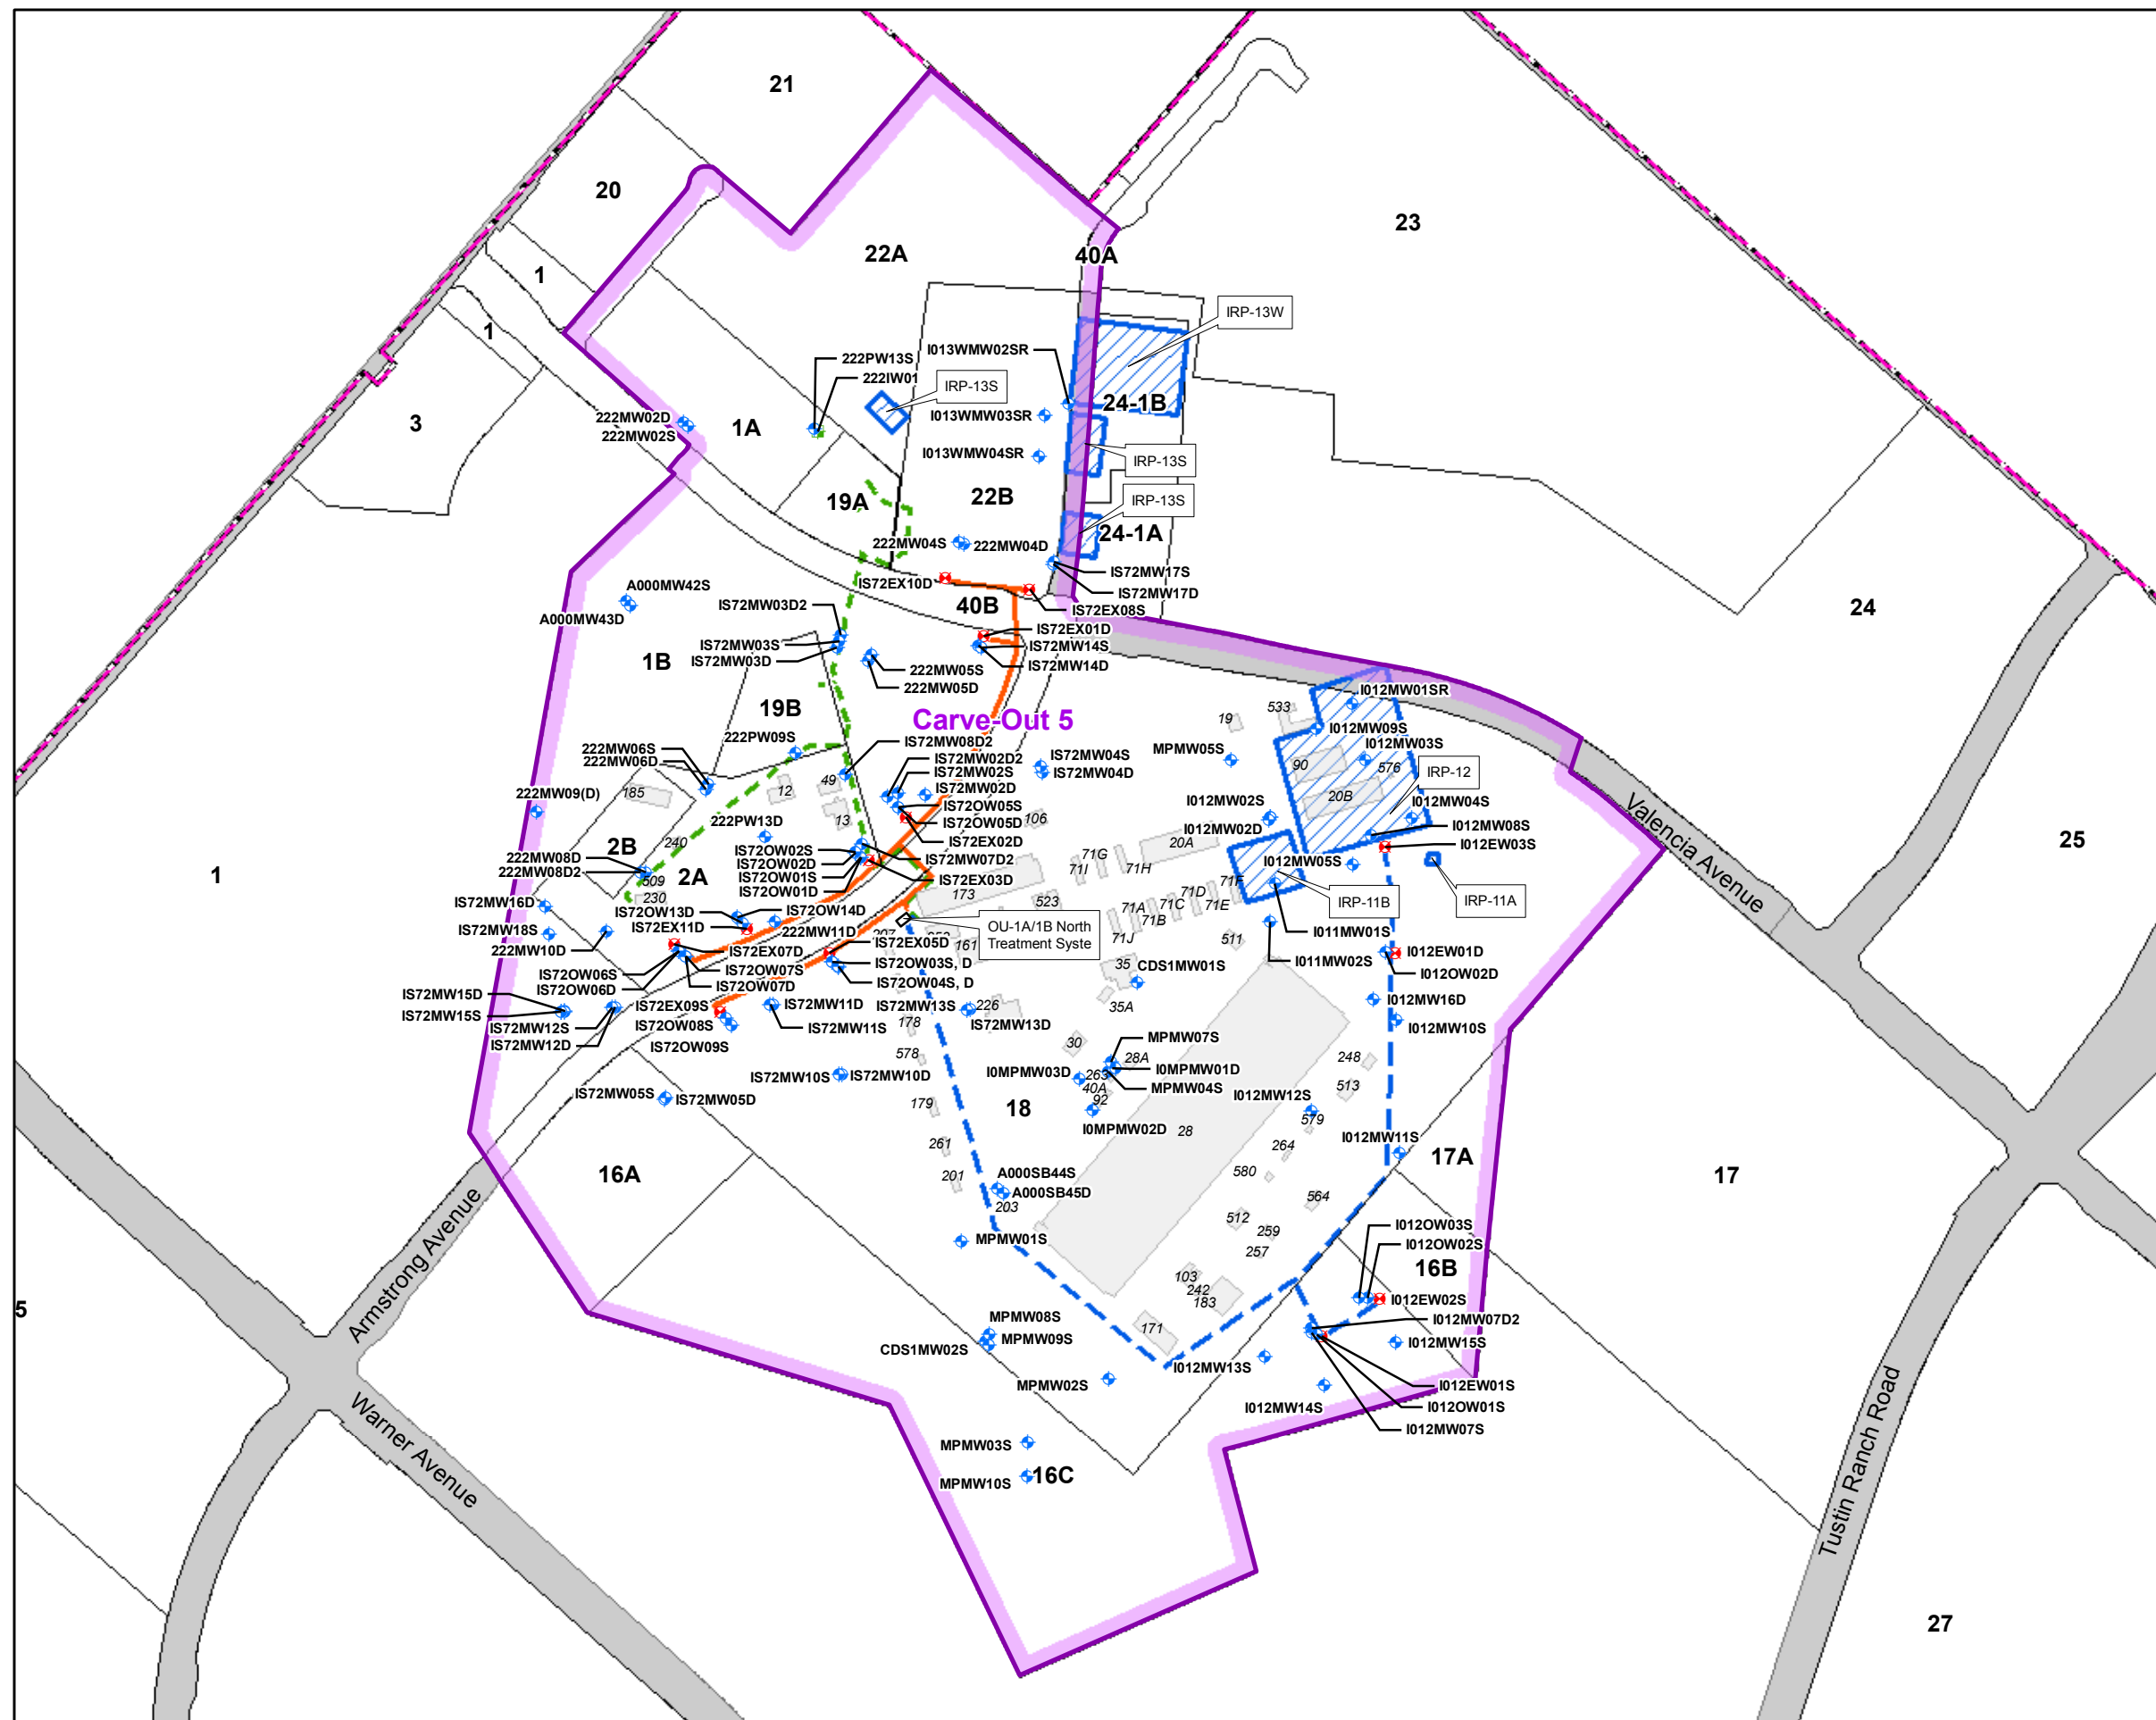 21
20
23
22A
40A
1
1
IRP-13W
I013WMW02SR
222PW13S
222IW01
IRP-13S
24-1B
I013WMW03SR
3
222MW02D
222MW02S
1A
I013WMW04SR
IRP-13S
22B
IRP-13S
19A
24-1A
222MW04S
222MW04D
IS72MW17S
IS72MW17D
IS72EX10D
A000MW42S
A000MW43D
IS72MW03D2
40B
IS72EX08S
24
IS72EX01D
IS72MW03S
IS72MW14S
IS72MW03D
IS72MW14D
1B
222MW05S
222MW05D
I012MW01SR
19B
Carve-Out 5
19
533
I012MW09S
222PW09S
IS72MW08D2
MPMW05S
I012MW03S
222MW06S
222MW06D
IS72MW02D2
IS72MW04S
IS72MW02S
IS72MW04D
90
576
IRP-12
49
12
185
IS72MW02D
222MW09(D)
20B
I012MW02S
I012MW04S
IS72OW05S
IS72OW05D
13
106
Valencia Avenue
222PW13D
I012MW02D
I012MW08S
IS72EX02D
I012EW03S
240
20A
25
2B
IS72OW02S
IS72OW02D
IS72MW07D2
71G
222MW08D
222MW08D2
71I
71H
I012MW05S
IS72OW01S
IS72EX03D
IS72OW01D
1
2A
509
230
173
71F
71D
71E
523
71A
71C
71B
IRP-11B
IRP-11A
IS72MW16D
IS72OW13D
IS72OW14D
IS72EX11D
OU-1A/1B North
Treatment Syste
IS72MW18S
222MW11D
I011MW01S
207
71J
511
222MW10D
IS72EX05D
161
IS72EX07D
I011MW02S
I012EW01D
IS72OW03S, D
IS72OW06S
IS72OW07S
35
CDS1MW01S
I012OW02D
IS72OW04S, D
IS72OW06D
IS72OW07D
IS72MW15D
IS72MW15S
IS72EX09S
IS72MW11D
IS72MW13S
226
35A
I012MW16D
IS72MW12S
IS72OW08S
IS72MW11S
178
IS72MW13D
I012MW10S
IS72MW12D
IS72OW09S
30
MPMW07S
578
28A
248
IS72MW10S
IS72MW10D
I0MPMW03D
263
I0MPMW01D
40A
MPMW04S
513
IS72MW05S
IS72MW05D
179
92
I012MW12S
18
579
I0MPMW02D
28
I012MW11S
261
264
17A
16A
17
201
A000SB44S
A000SB45D
580
203
564
512
I012OW03S
259
MPMW01S
257
I012OW02S
Armstrong Avenue
16B
103
242
183
I012EW02S
5
MPMW08S
I012MW07D2
171
MPMW09S
CDS1MW02S
I012MW15S
I012MW13S
MPMW02S
I012EW01S
I012MW14S
I012OW01S
I012MW07S
Warner Avenue
MPMW03S
Tustin Ranch Road
16C
MPMW10S
27